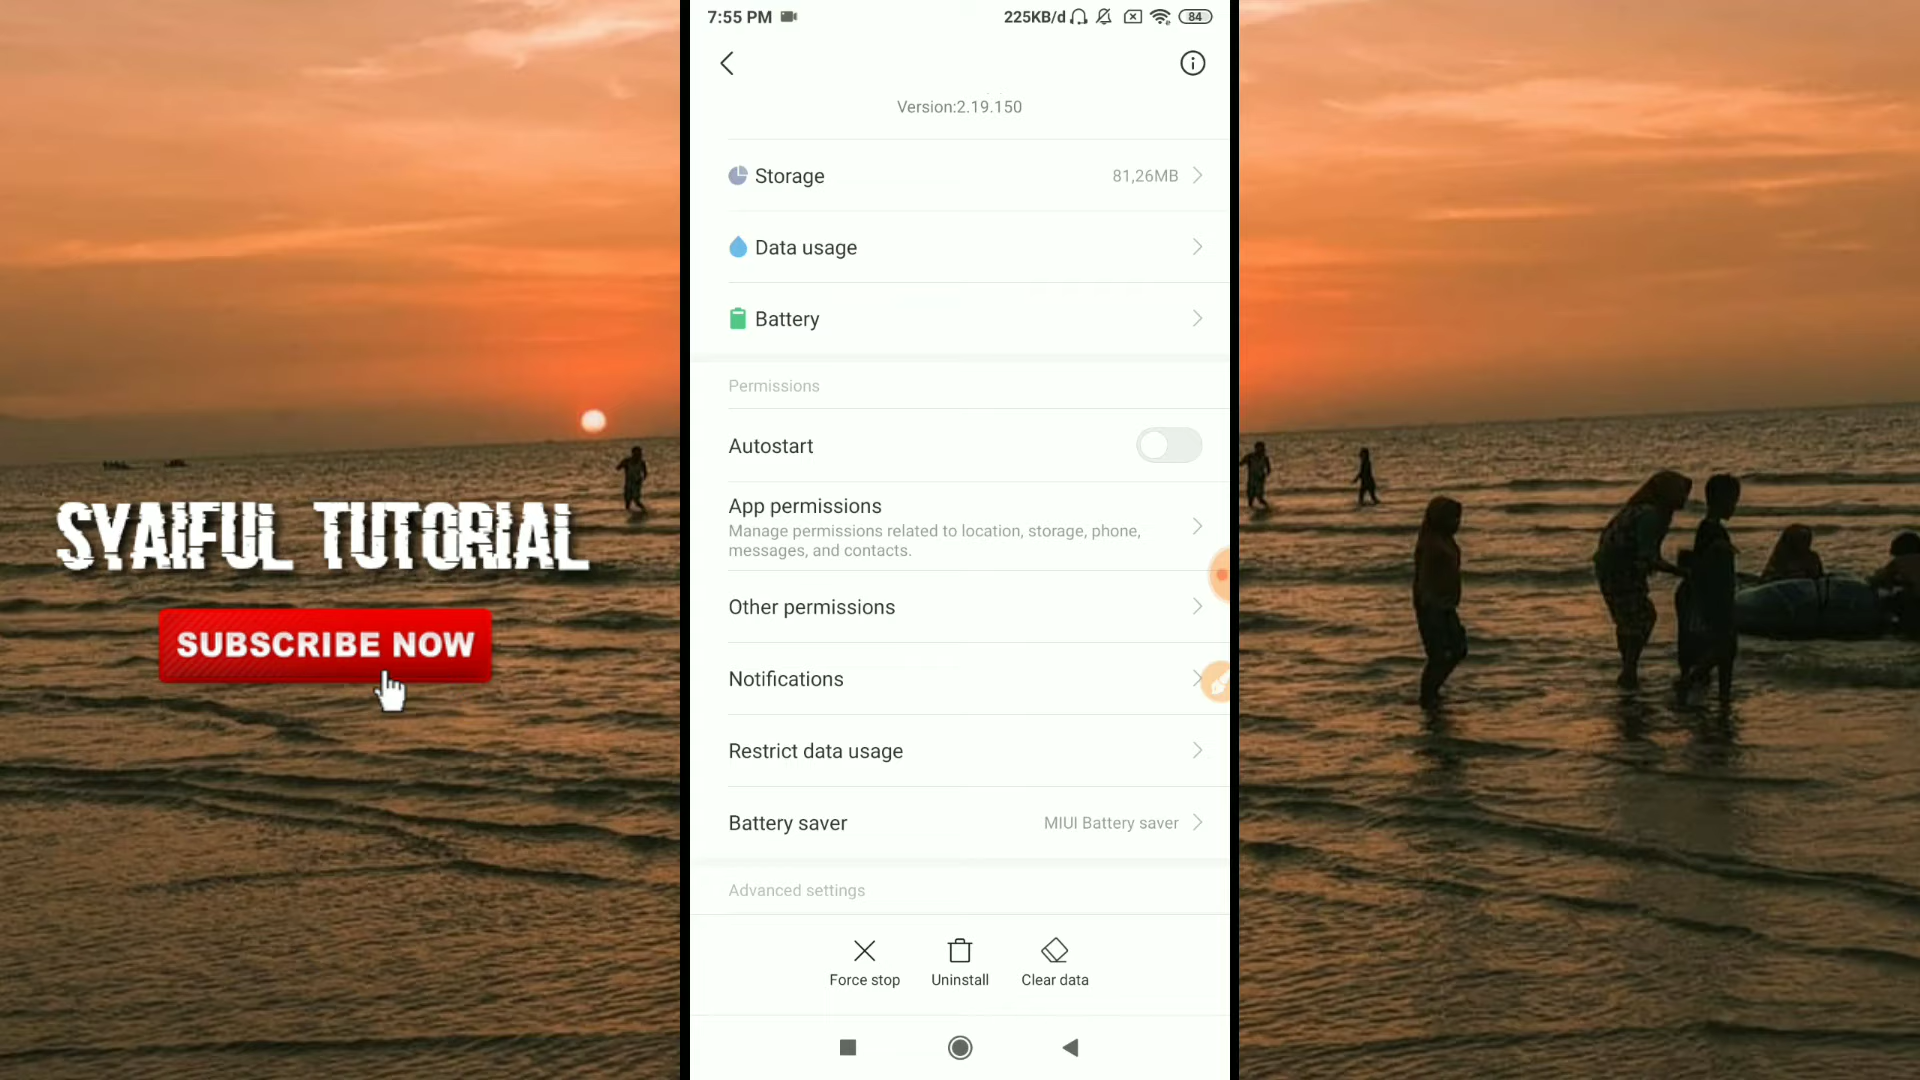 7:55 PM
225KB/d
84
Version:2.19.150
Storage
81,26MB
Data usage
Battery
Permissions
Autostart
App permissions
Manage permissions related to location, storage, phone,
messages, and contacts.
Other permissions
Notifications
Restrict data usage
Battery saver
MIUI Battery saver
Advanced settings
Force stop
Uninstall
Clear data
SYAIFUL TUTORIAL
SUBSCRIBE NOW